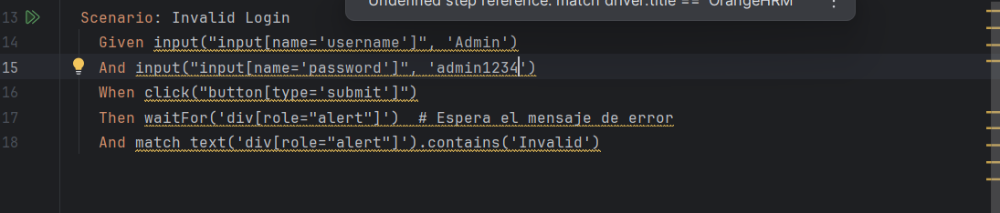 Undefined step reference: match driver.title == 'OrangeHRM'
13 Scenario: Invalid Login
14 Given input("input[name='username']", 'Admin')
15 And input("input[name='password']", 'admin1234')
16 When click("button[type='submit']")
17 Then waitFor('div[role="alert"]') # Espera el mensaje de error
18 And match text('div[role="alert"]').contains('Invalid')